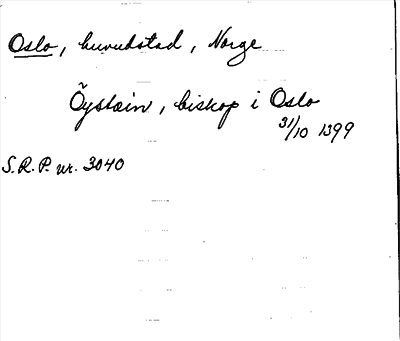 Oslo, huvudstad, Norge
Öystein, biskop i Oslo
31/10 1399
S.R.P. nr. 3040